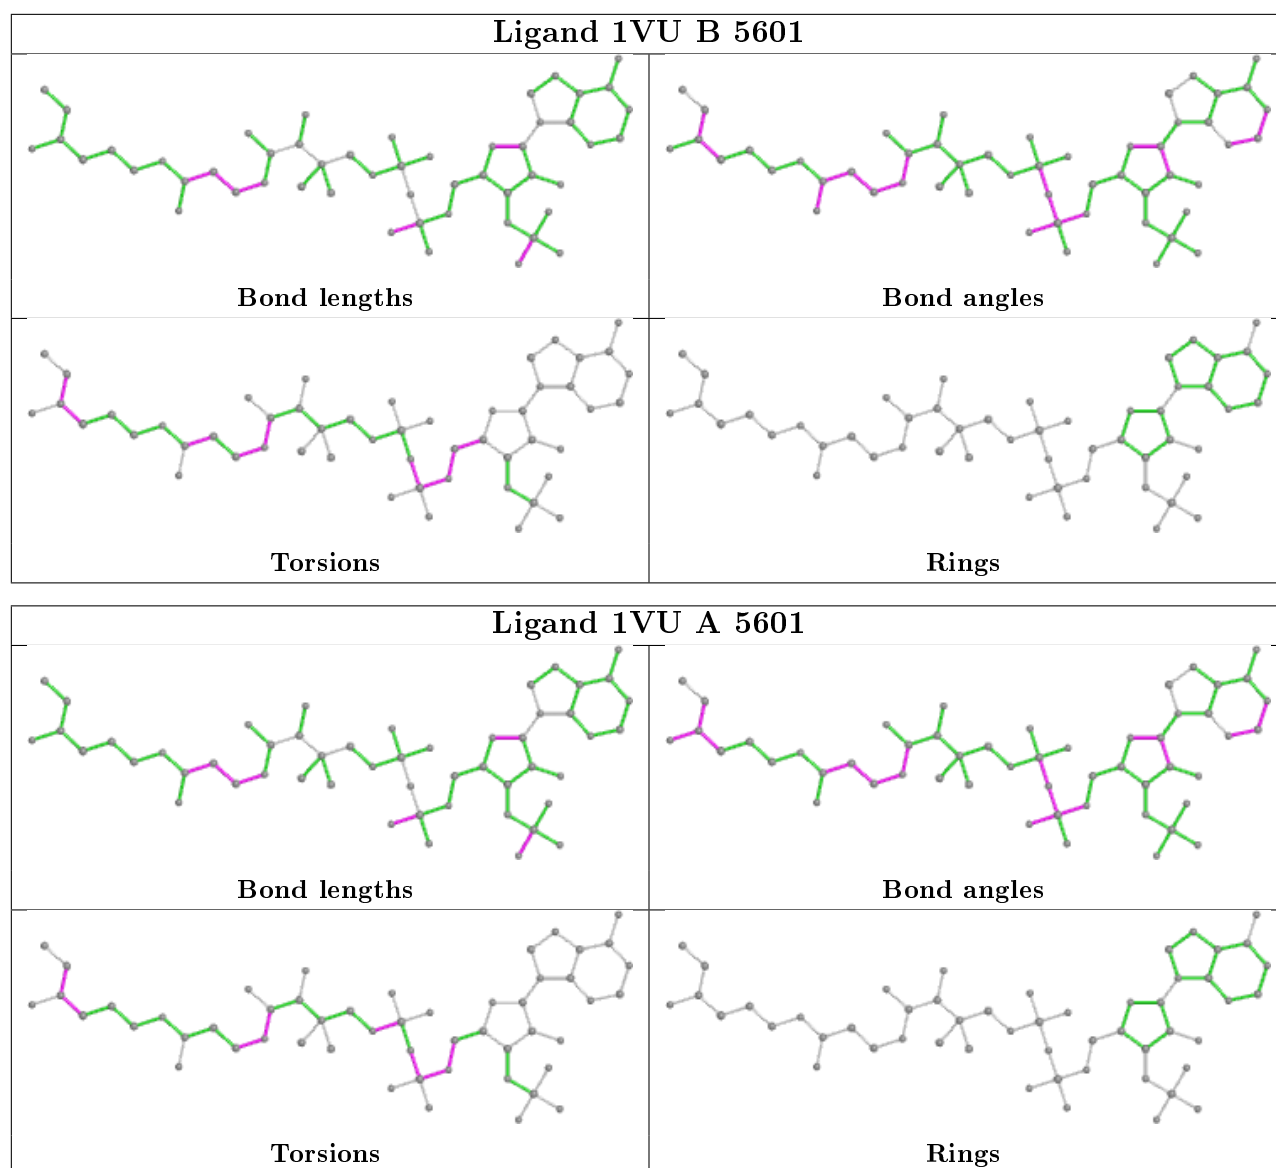 Ligand 1VU B 5601
Bond lengths
Bond angles
Torsions
Rings
Ligand 1VU A 5601
Bond lengths
Bond angles
Torsions
Rings